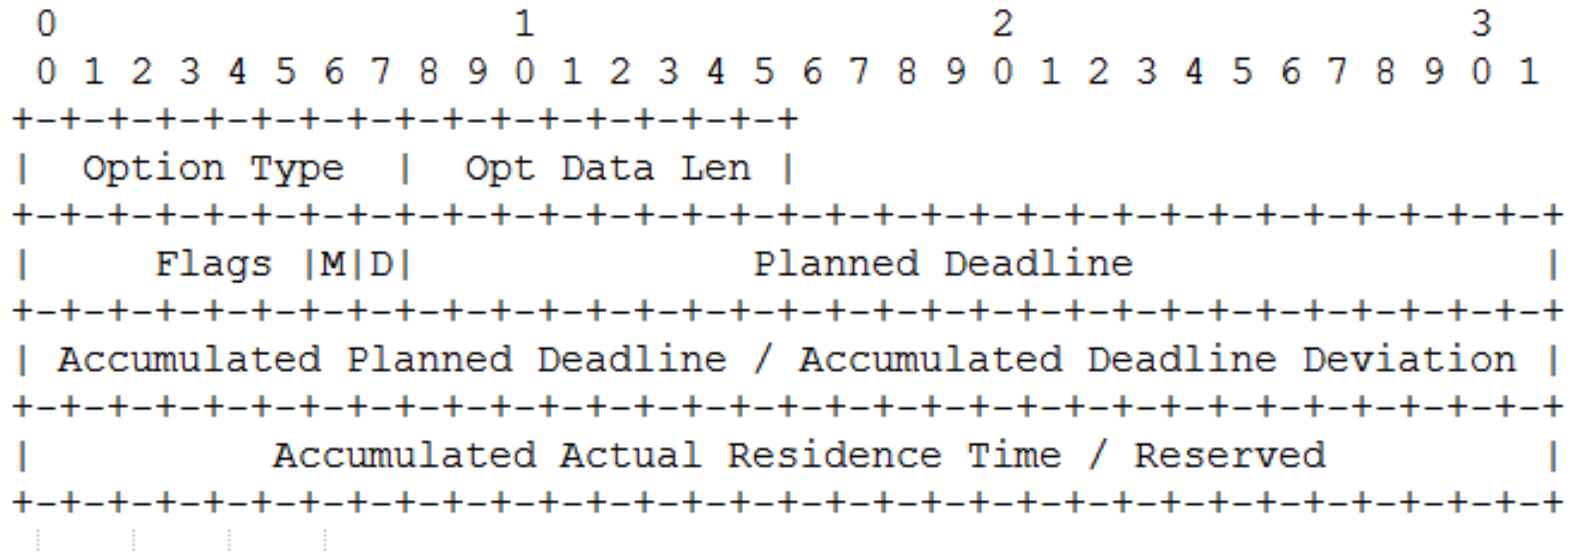 0                   1                   2                   3
 0 1 2 3 4 5 6 7 8 9 0 1 2 3 4 5 6 7 8 9 0 1 2 3 4 5 6 7 8 9 0 1
+-+-+-+-+-+-+-+-+-+-+-+-+-+-+-+-+
|  Option Type  |  Opt Data Len |
+-+-+-+-+-+-+-+-+-+-+-+-+-+-+-+-+-+-+-+-+-+-+-+-+-+-+-+-+-+-+-+-+
|     Flags |M|D|              Planned Deadline                 |
+-+-+-+-+-+-+-+-+-+-+-+-+-+-+-+-+-+-+-+-+-+-+-+-+-+-+-+-+-+-+-+-+
| Accumulated Planned Deadline / Accumulated Deadline Deviation |
+-+-+-+-+-+-+-+-+-+-+-+-+-+-+-+-+-+-+-+-+-+-+-+-+-+-+-+-+-+-+-+-+
|          Accumulated Actual Residence Time / Reserved         |
+-+-+-+-+-+-+-+-+-+-+-+-+-+-+-+-+-+-+-+-+-+-+-+-+-+-+-+-+-+-+-+-+